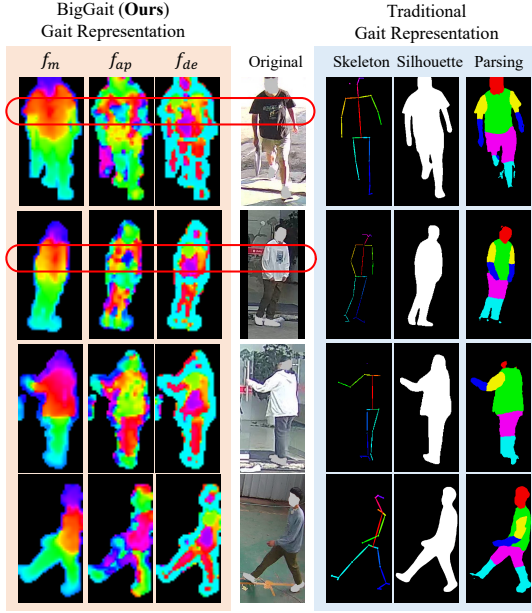 BigGait (Ours)
Gait Representation
Traditional
Gait Representation
f_m f_ap f_de Original Skeleton Silhouette Parsing